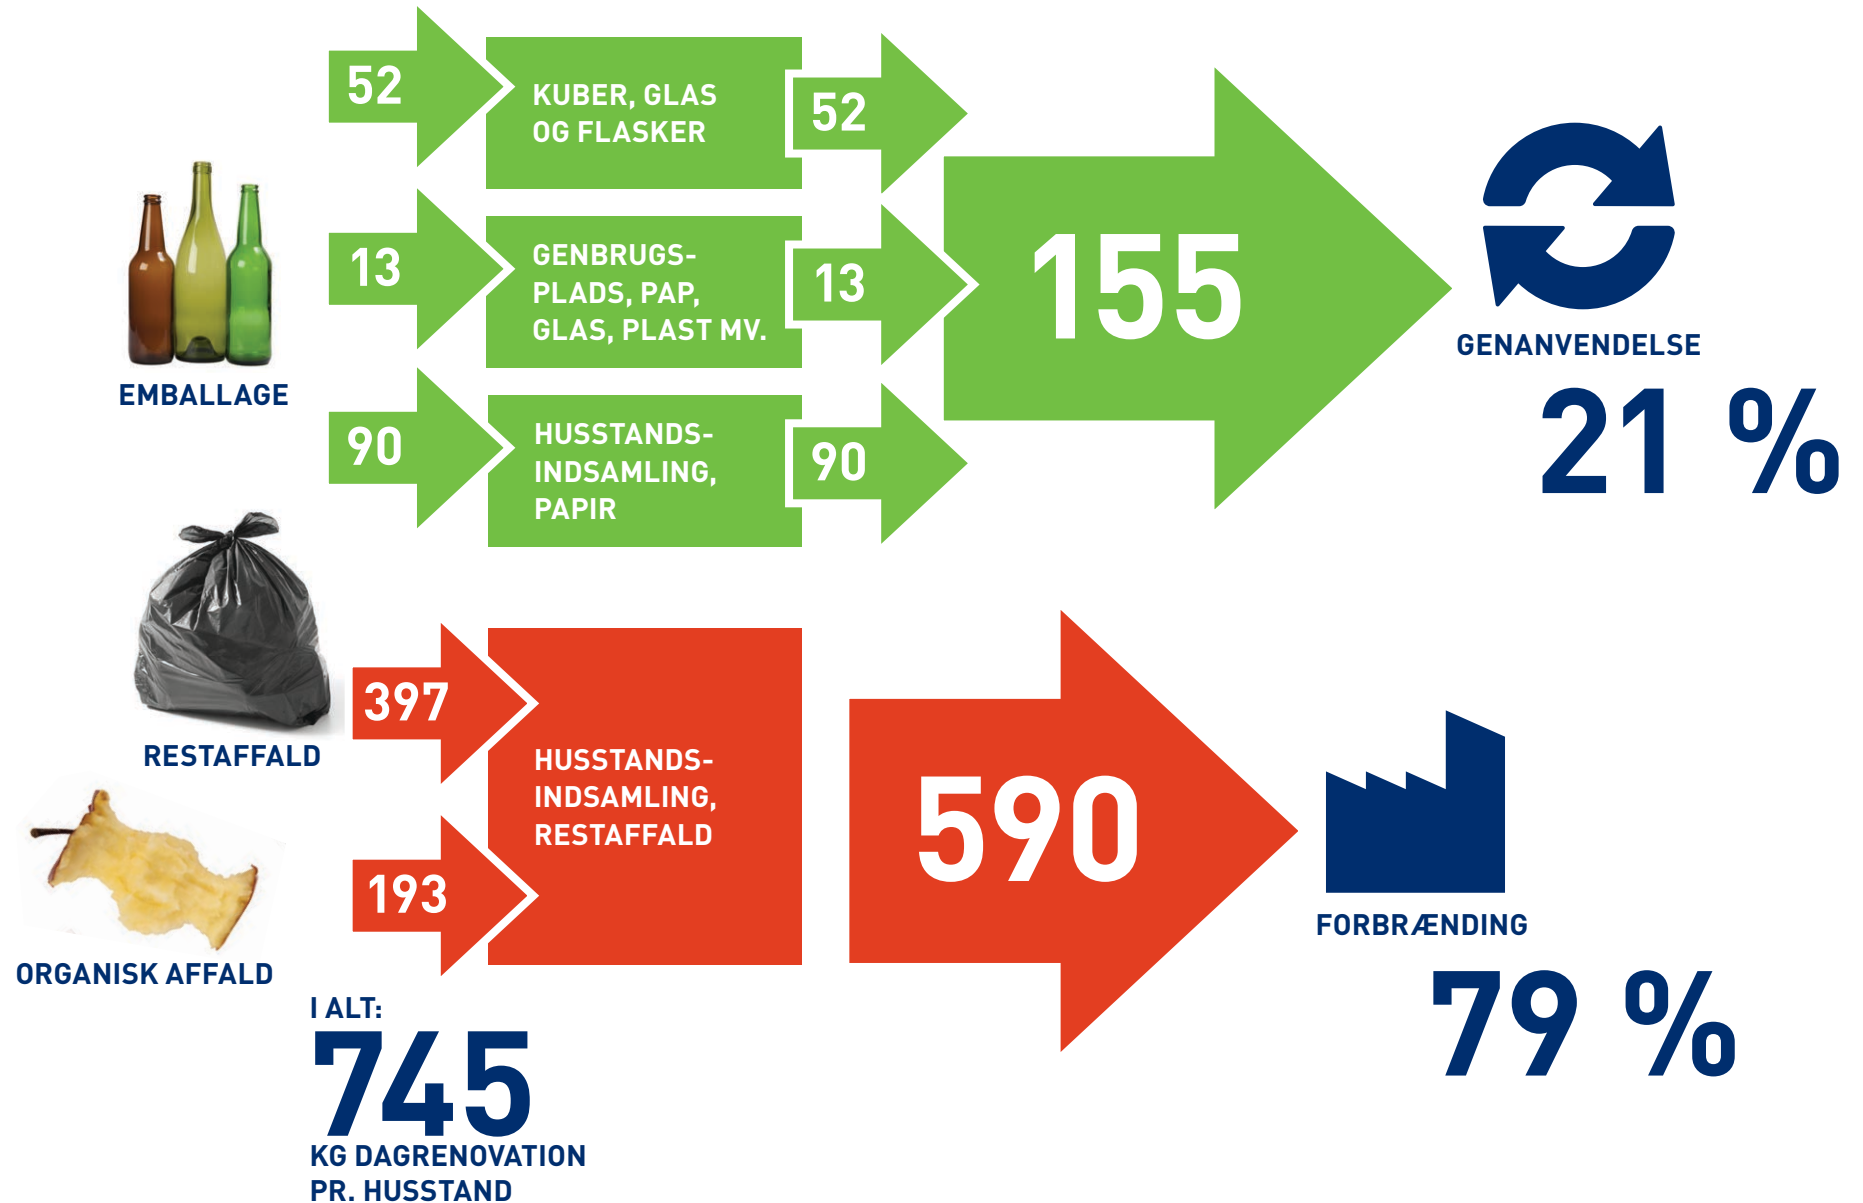 52
KUBER, GLAS
OG FLASKER
52
13
GENBRUGS-
PLADS, PAP,
GLAS, PLAST MV.
13
155
GENANVENDELSE
21 %
EMBALLAGE
90
HUSSTANDS-
INDSAMLING,
PAPIR
90
397
RESTAFFALD
HUSSTANDS-
INDSAMLING,
RESTAFFALD
590
193
FORBRÆNDING
79 %
ORGANISK AFFALD
I ALT:
745
KG DAGRENOVATION
PR. HUSSTAND